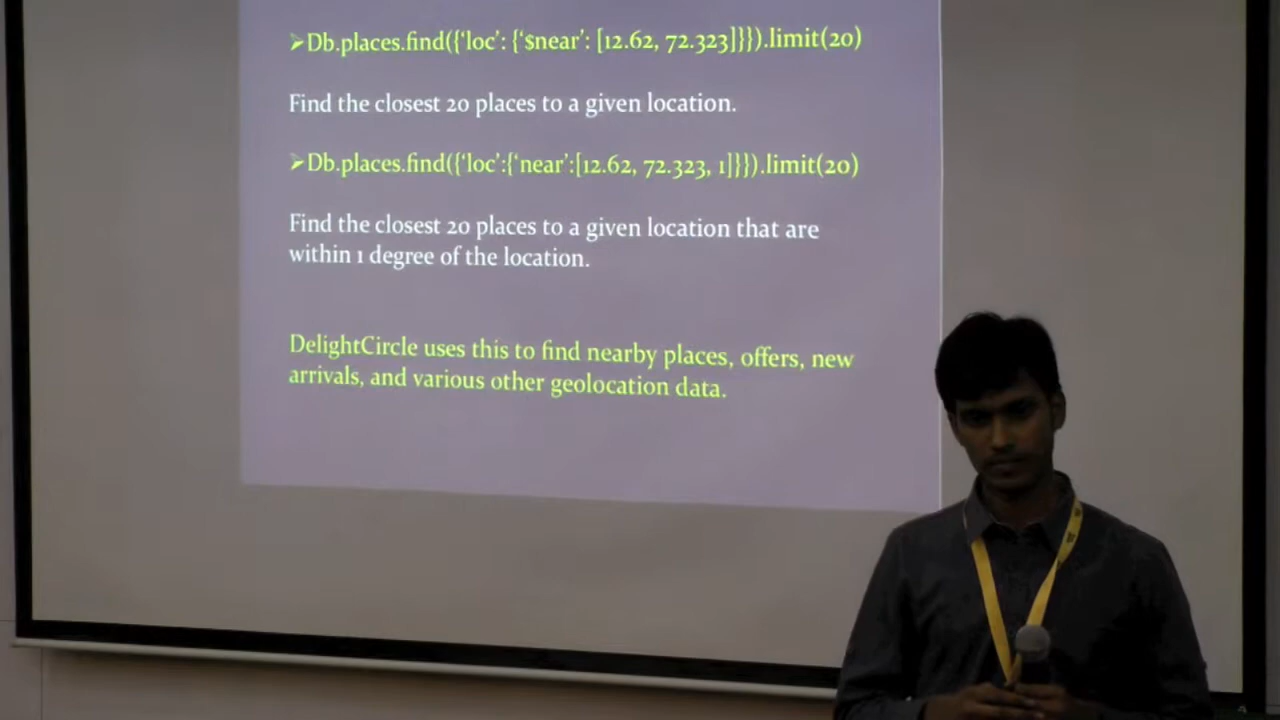 ➢Db.places.find({‘loc’: {‘$near’: [12.62, 72.323]}}).limit(20)
Find the closest 20 places to a given location.
➢Db.places.find({‘loc’:{‘near’:[12.62, 72.323, 1]}}).limit(20)
Find the closest 20 places to a given location that are
within 1 degree of the location.
DelightCircle uses this to find nearby places, offers, new
arrivals, and various other geolocation data.